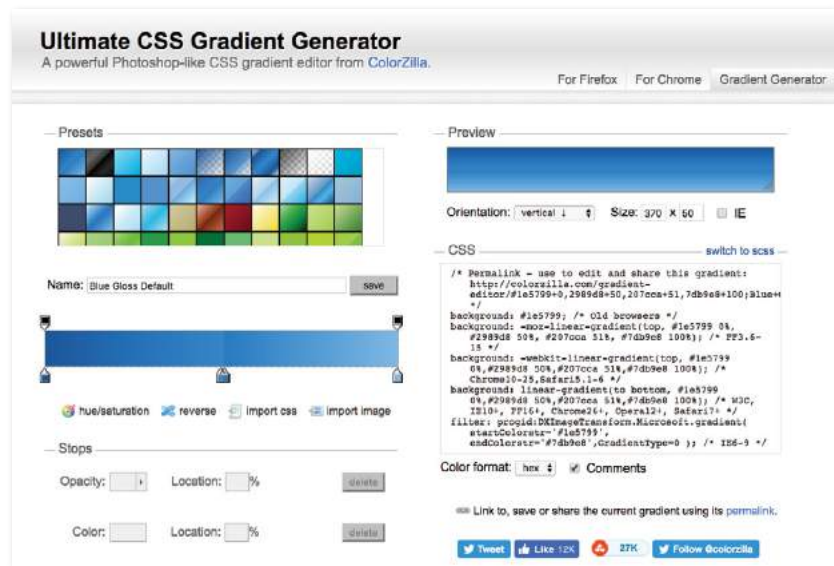 Ultimate CSS Gradient Generator
A powerful Photoshop-like CSS gradient editor from ColorZilla.
For Firefox For Chrome Gradient Generator
Presets
Name: Blue Gloss Default save
hue/saturation reverse import css import image
Stops
Opacity: Location: % delete
Color: Location: % delete
Preview
Orientation: vertical ↓ Size: 370 X 50 IE
CSS switch to scss
/* Permalink - use to edit and share this gradient:
http://colorzilla.com/gradient-
editor/#1e5799+0,2989d8+50,207cca+51,7db9e8+100;Blue+
*/
background: #1e5799; /* Old browsers */
background: -moz-linear-gradient(top, #1e5799 0%,
#2989d8 50%, #207cca 51%, #7db9e8 100%); /* FF3.6-
15 */
background: -webkit-linear-gradient(top, #1e5799
0%,#2989d8 50%,#207cca 51%,#7db9e8 100%); /*
Chrome10-25,Safari5.1-6 */
background: linear-gradient(to bottom, #1e5799
0%,#2989d8 50%,#207cca 51%,#7db9e8 100%); /* W3C,
IE10+, FF16+, Chrome26+, Opera12+, Safari7+ */
filter: progid:DXImageTransform.Microsoft.gradient(
startColorstr='#1e5799',
endColorstr='#7db9e8',GradientType=0 ); /* IE6-9 */
Color format: hex Comments
Link to, save or share the current gradient using its permalink.
Tweet Like 12K 27K Follow @colorzilla